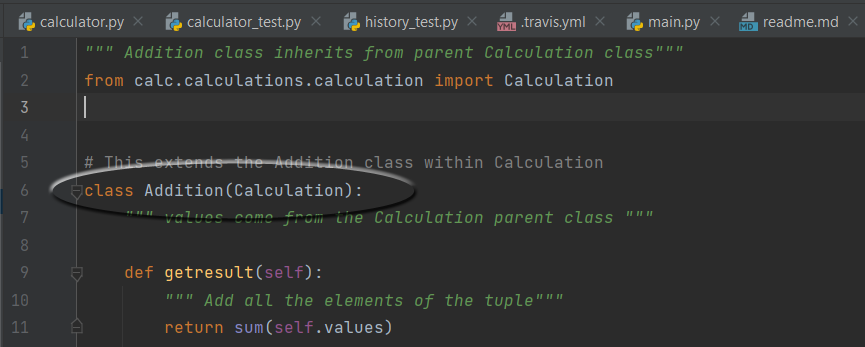 calculator.py calculator_test.py history_test.py .travis.yml main.py readme.md
1 """ Addition class inherits from parent Calculation class"""
2 from calc.calculations.calculation import Calculation
3
4
5 # This extends the Addition class within Calculation
6 class Addition(Calculation):
7 """ values come from the Calculation parent class """
8
9 def getresult(self):
10 """ Add all the elements of the tuple"""
11 return sum(self.values)